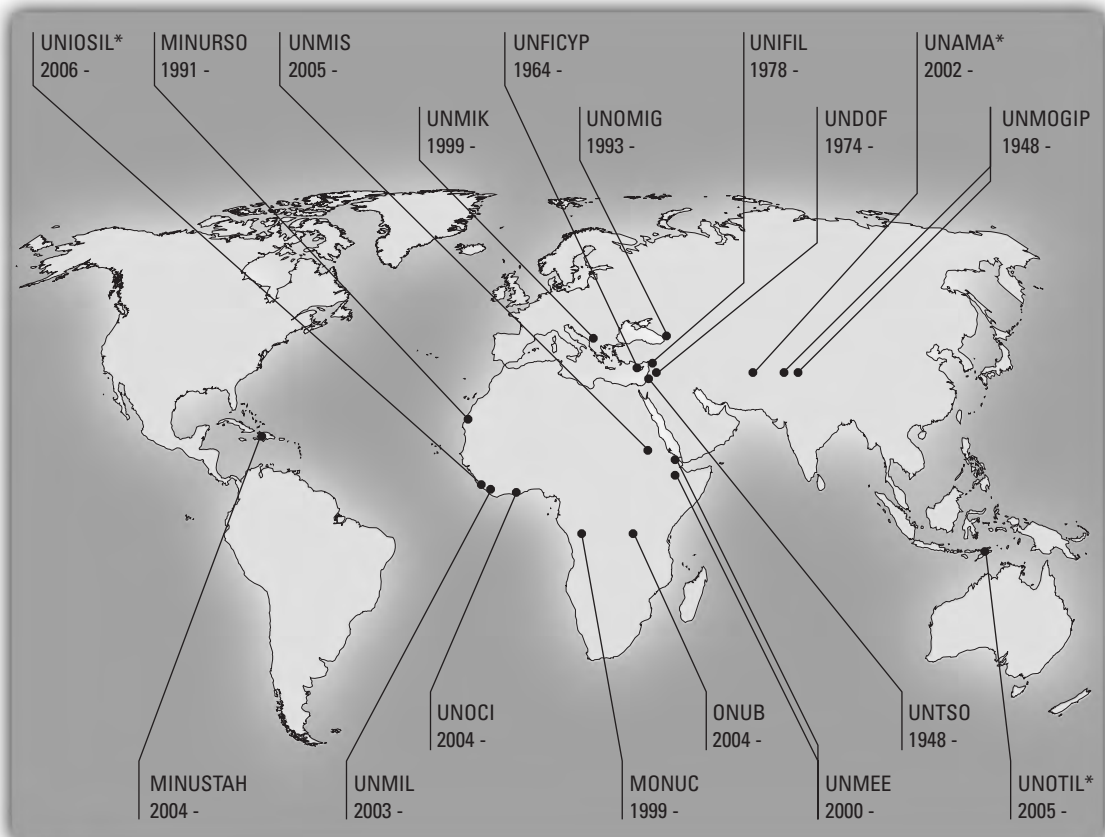 UNIOSIL*
2006 -
MINURSO
1991 -
UNMIS
2005 -
UNFICYP
1964 -
UNIFIL
1978 -
UNAMA*
2002 -
UNMIK
1999 -
UNOMIG
1993 -
UNDOF
1974 -
UNMOGIP
1948 -
UNOCI
2004 -
ONUB
2004 -
UNTSO
1948 -
MINUSTAH
2004 -
UNMIL
2003 -
MONUC
1999 -
UNMEE
2000 -
UNOTIL*
2005 -